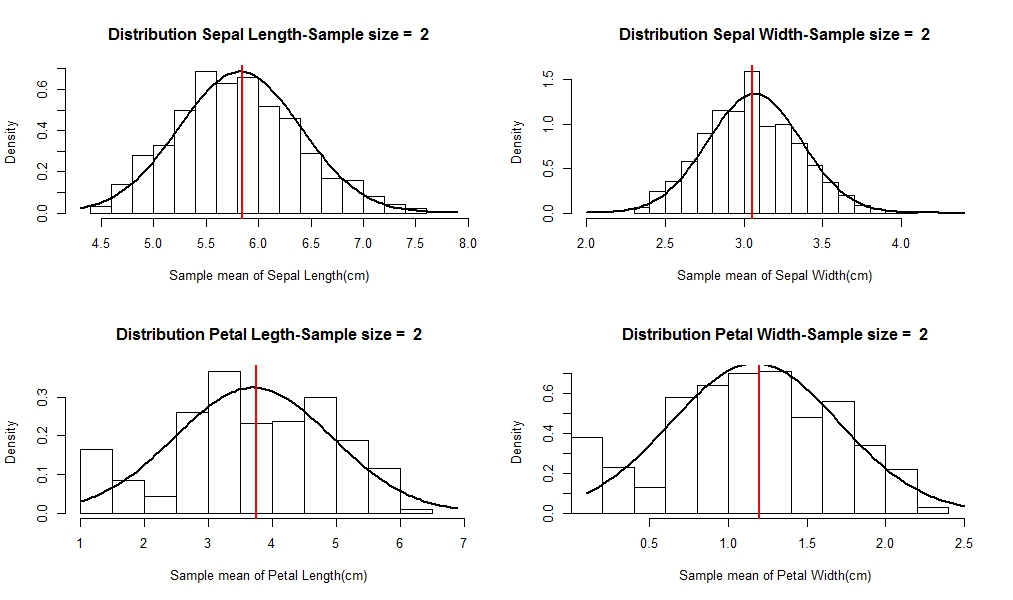 Distribution Sepal Length-Sample size =  2
Density
0.0 0.2 0.4 0.6
4.5 5.0 5.5 6.0 6.5 7.0 7.5 8.0
Sample mean of Sepal Length(cm)
Distribution Sepal Width-Sample size =  2
Density
0.0 0.5 1.0 1.5
2.0 2.5 3.0 3.5 4.0
Sample mean of Sepal Width(cm)
Distribution Petal Legth-Sample size =  2
Density
0.0 0.1 0.2 0.3
1 2 3 4 5 6 7
Sample mean of Petal Length(cm)
Distribution Petal Width-Sample size =  2
Density
0.0 0.2 0.4 0.6
0.5 1.0 1.5 2.0 2.5
Sample mean of Petal Width(cm)